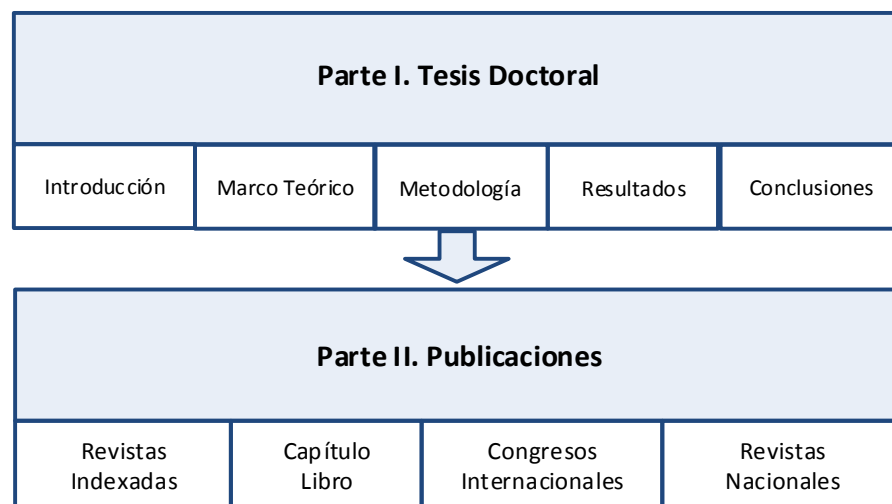 Parte I. Tesis Doctoral
Introducción
Marco Teórico
Metodología
Resultados
Conclusiones
Parte II. Publicaciones
Revistas
Indexadas
Capítulo
Libro
Congresos
Internacionales
Revistas
Nacionales